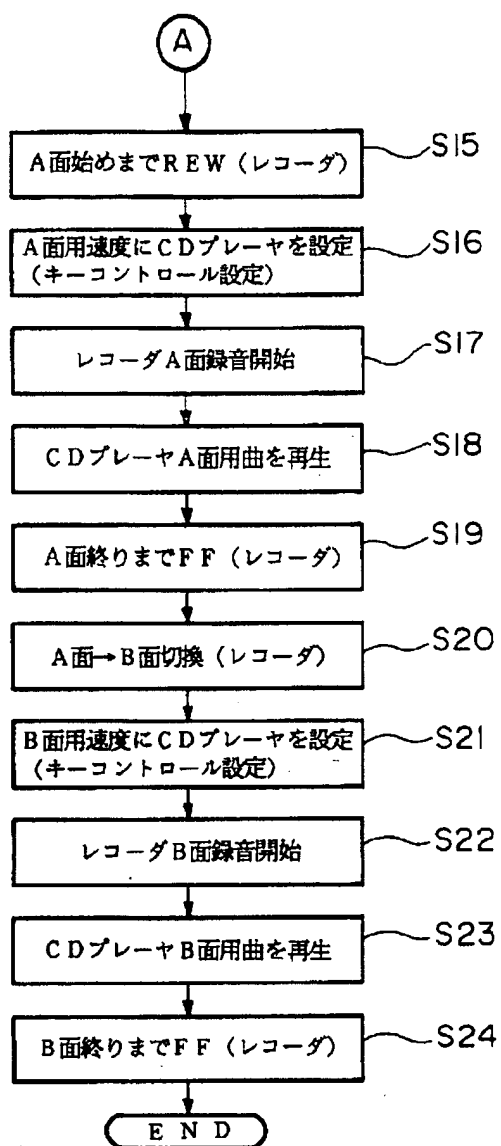 A
A面始めまでREW（レコーダ）
S15
A面用速度にCDプレーヤを設定
（キーコントロール設定）
S16
レコーダA面録音開始
S17
CDプレーヤA面用曲を再生
S18
A面終りまでFF（レコーダ）
S19
A面→B面切換（レコーダ）
S20
B面用速度にCDプレーヤを設定
（キーコントロール設定）
S21
レコーダB面録音開始
S22
CDプレーヤB面用曲を再生
S23
B面終りまでFF（レコーダ）
S24
END